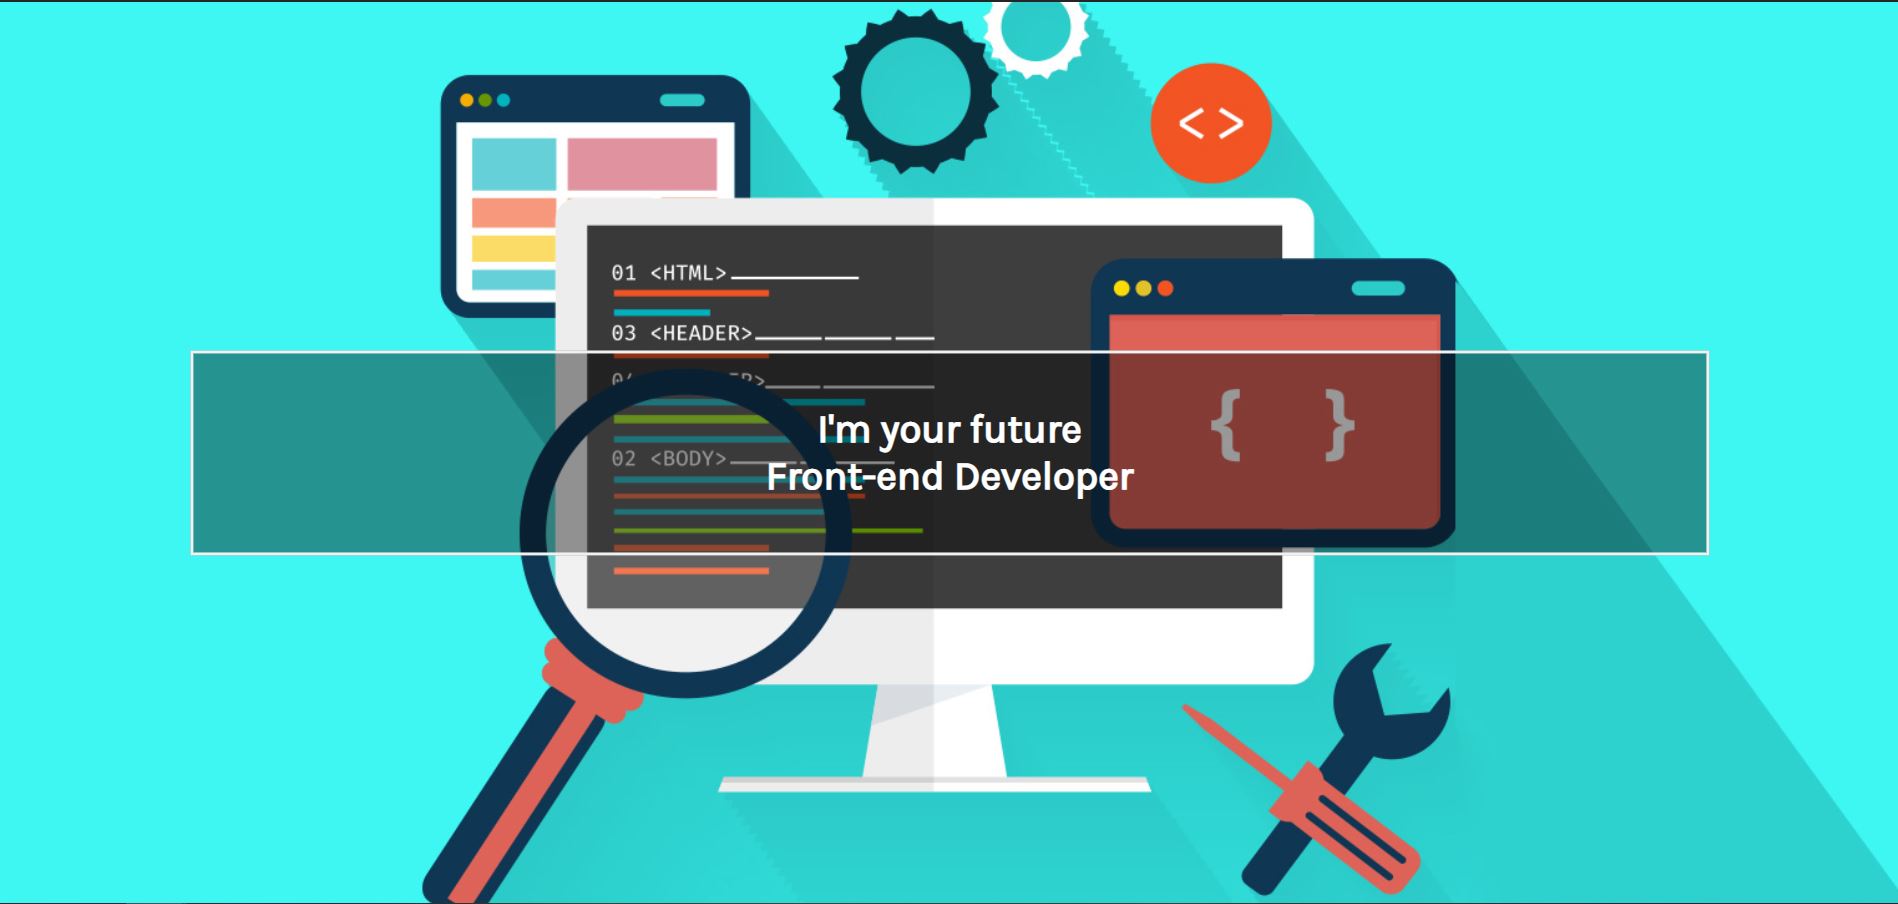 < >
01 <HTML>
03 <HEADER>
02 <BODY>
{ }
I'm your future
Front-end Developer